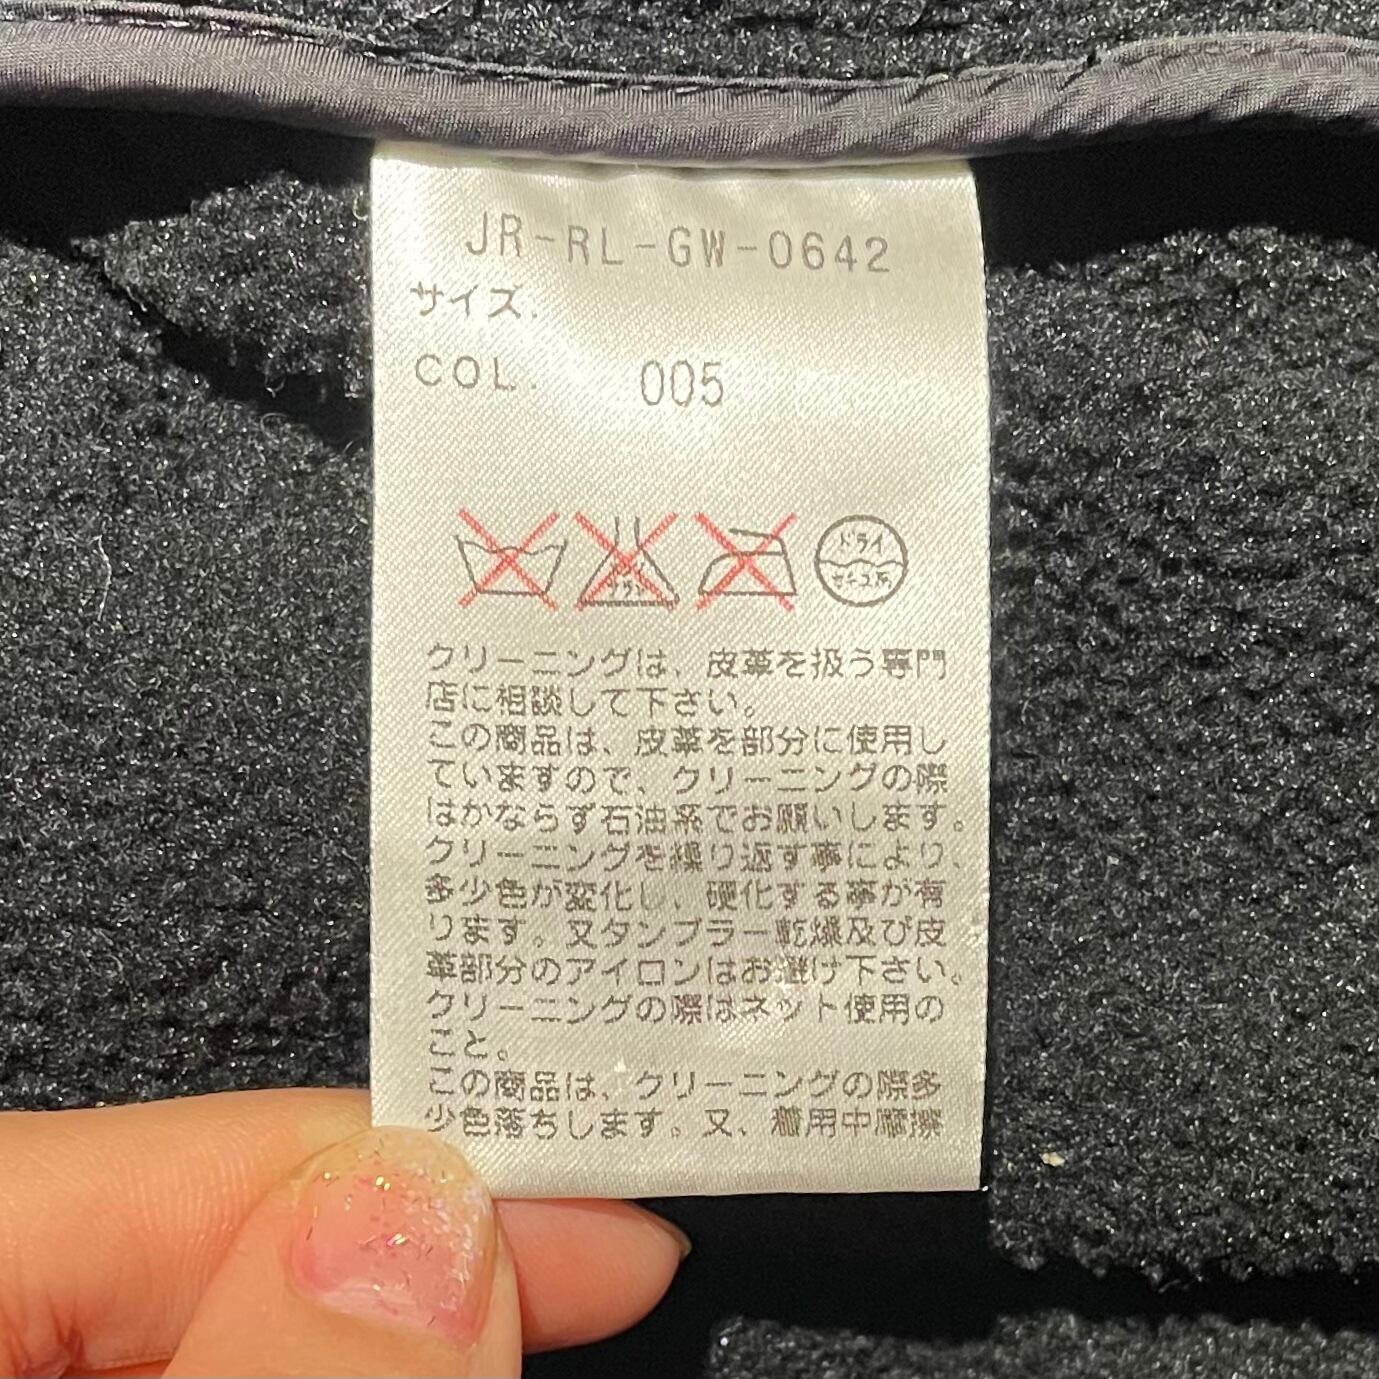 JR-RL-GW-0642
サイズ.
COL. 005
ドライ
セキユ系
クリーニングは、皮革を扱う専門
店に相談して下さい。
この商品は、皮革を部分に使用し
ていますので、クリーニングの際
はかならず石油系でお願いします。
クリーニングを繰り返す事により、
多少色が変化し、硬化する事が有
ります。又タンブラー乾燥及び皮
革部分のアイロンはお避け下さい。
クリーニングの際はネット使用の
こと。
この商品は、クリーニングの際多
少色落ちします。又、着用中摩擦